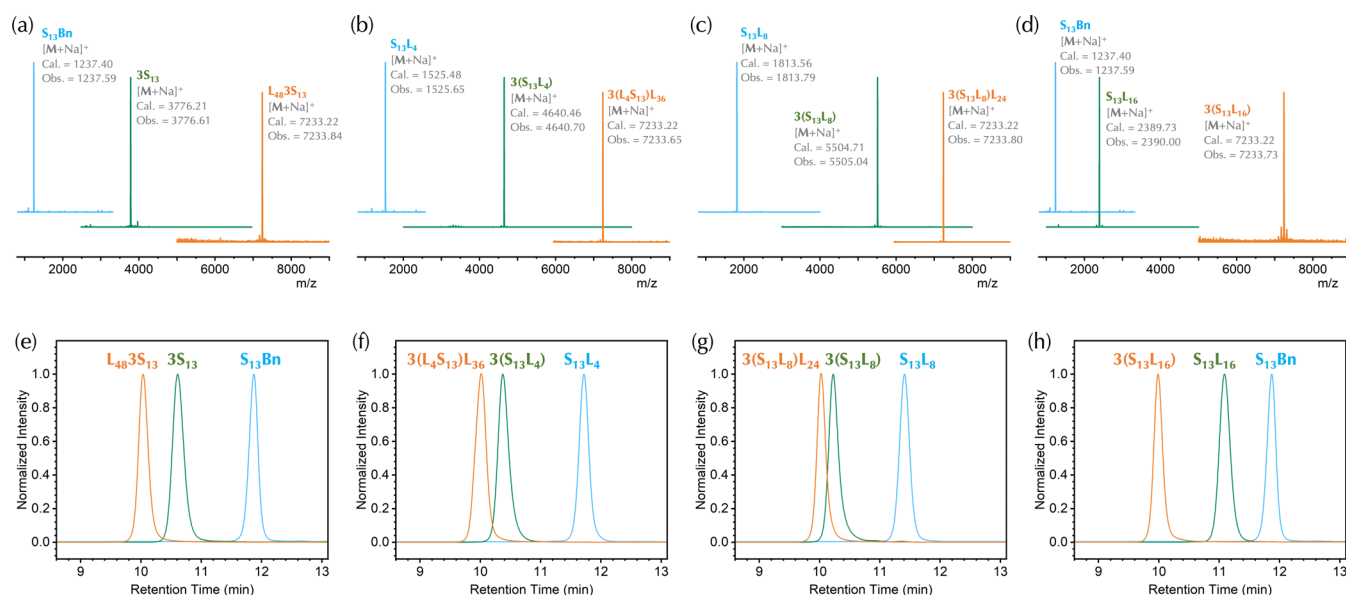 (a)
S13Bn
[M+Na]+
Cal. = 1237.40
Obs. = 1237.59
3S13
[M+Na]+
Cal. = 3776.21
Obs. = 3776.61
L483S13
[M+Na]+
Cal. = 7233.22
Obs. = 7233.84
2000 4000 6000 8000
m/z
(b)
S13L4
[M+Na]+
Cal. = 1525.48
Obs. = 1525.65
3(S13L4)
[M+Na]+
Cal. = 4640.46
Obs. = 4640.70
3(L4S13)L36
[M+Na]+
Cal. = 7233.22
Obs. = 7233.65
2000 4000 6000 8000
m/z
(c)
S13L8
[M+Na]+
Cal. = 1813.56
Obs. = 1813.79
3(S13L8)
[M+Na]+
Cal. = 5504.71
Obs. = 5505.04
3(S13L8)L24
[M+Na]+
Cal. = 7233.22
Obs. = 7233.80
2000 4000 6000 8000
m/z
(d)
S13Bn
[M+Na]+
Cal. = 1237.40
Obs. = 1237.59
S13L16
[M+Na]+
Cal. = 2389.73
Obs. = 2390.00
3(S13L16)
[M+Na]+
Cal. = 7233.22
Obs. = 7233.73
2000 4000 6000 8000
m/z
(e)
L483S13 3S13 S13Bn
Normalized Intensity
1.0
0.8
0.6
0.4
0.2
0.0
9 10 11 12 13
Retention Time (min)
(f)
3(L4S13)L36 3(S13L4) S13L4
Normalized Intensity
1.0
0.8
0.6
0.4
0.2
0.0
9 10 11 12 13
Retention Time (min)
(g)
3(S13L8)L24 3(S13L8) S13L8
Normalized Intensity
1.0
0.8
0.6
0.4
0.2
0.0
9 10 11 12 13
Retention Time (min)
(h)
3(S13L16) S13L16 S13Bn
Normalized Intensity
1.0
0.8
0.6
0.4
0.2
0.0
9 10 11 12 13
Retention Time (min)